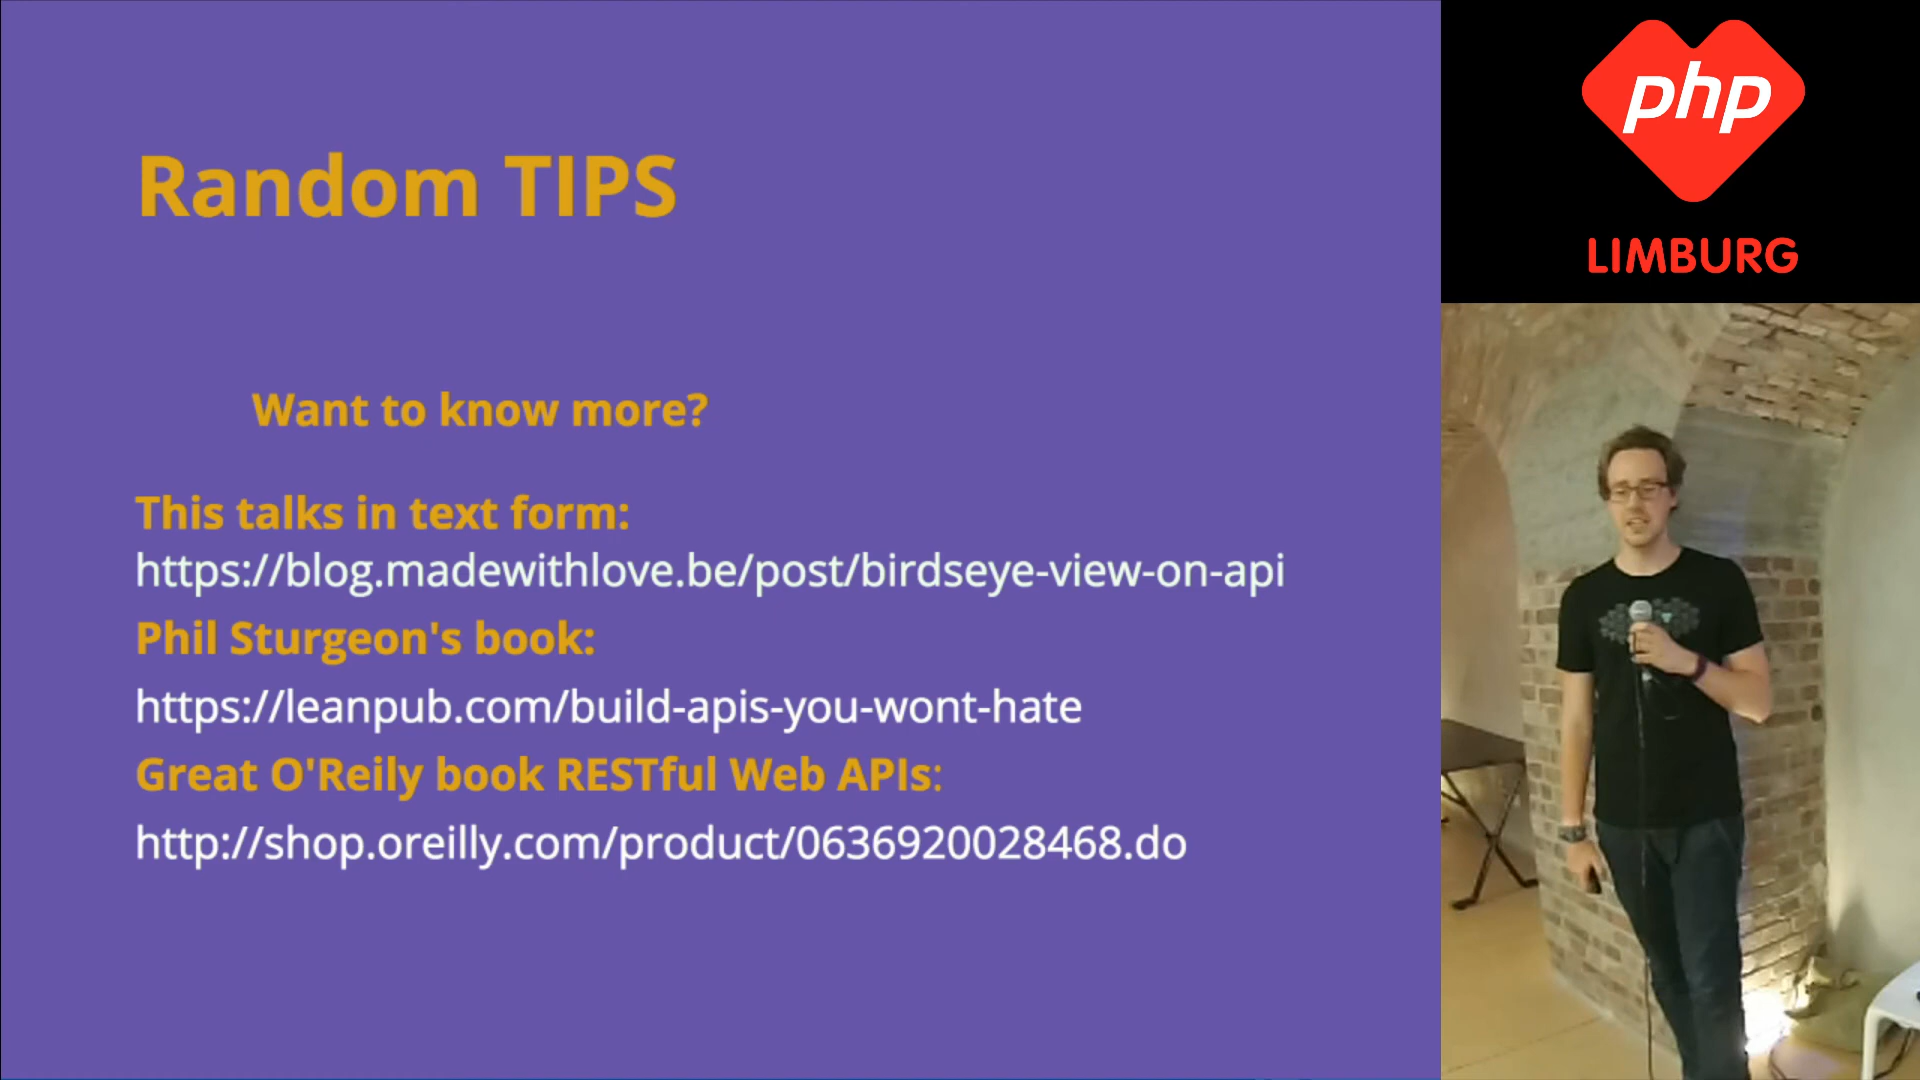 Random TIPS
Want to know more?
This talks in text form:
https://blog.madewithlove.be/post/birdseye-view-on-api
Phil Sturgeon's book:
https://leanpub.com/build-apis-you-wont-hate
Great O'Reily book RESTful Web APIs:
http://shop.oreilly.com/product/0636920028468.do
php
LIMBURG